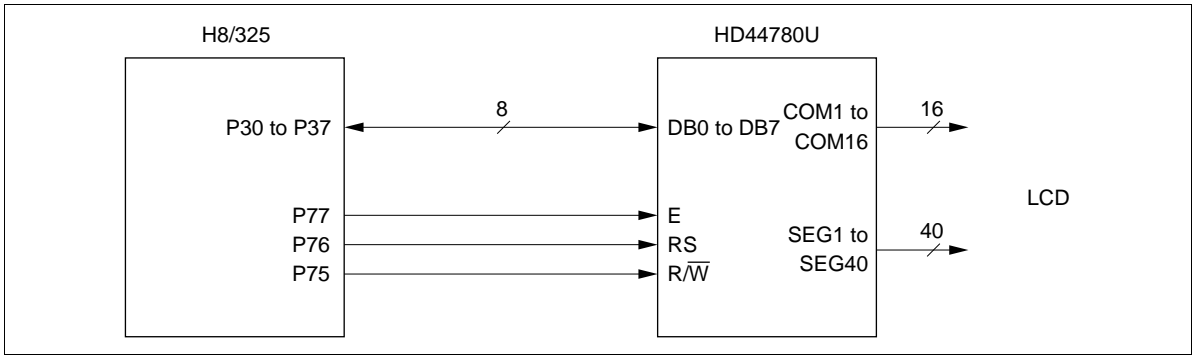 H8/325
HD44780U
P30 to P37
8
DB0 to DB7
COM1 to
COM16
16
P77
E
P76
RS
P75
R/W̅
SEG1 to
SEG40
40
LCD